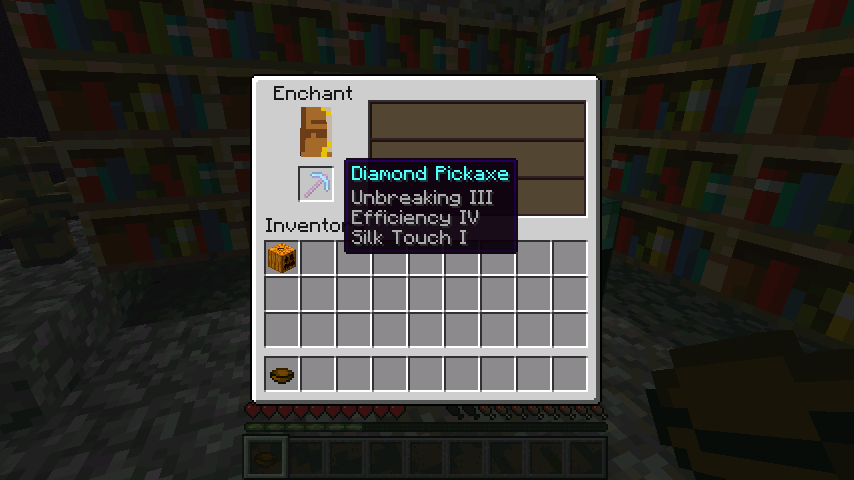 Enchant
Diamond Pickaxe
Unbreaking III
Efficiency IV
Silk Touch I
Inventor